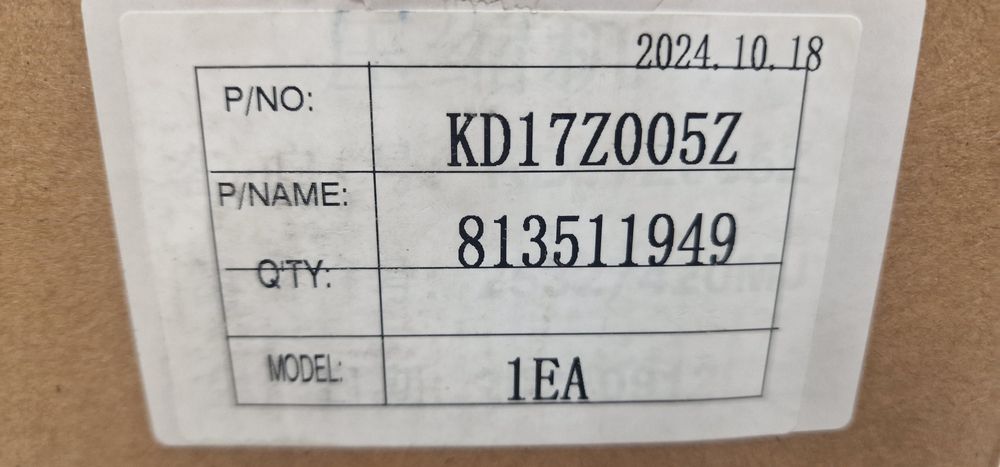 2024.10.18
P/NO: KD17Z005Z
P/NAME: 813511949
Q'TY:
MODEL: 1EA